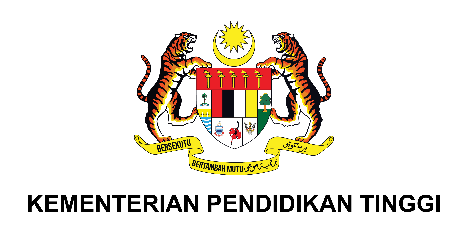 BERSEKUTU
BERTAMBAH MUTU
KEMENTERIAN PENDIDIKAN TINGGI